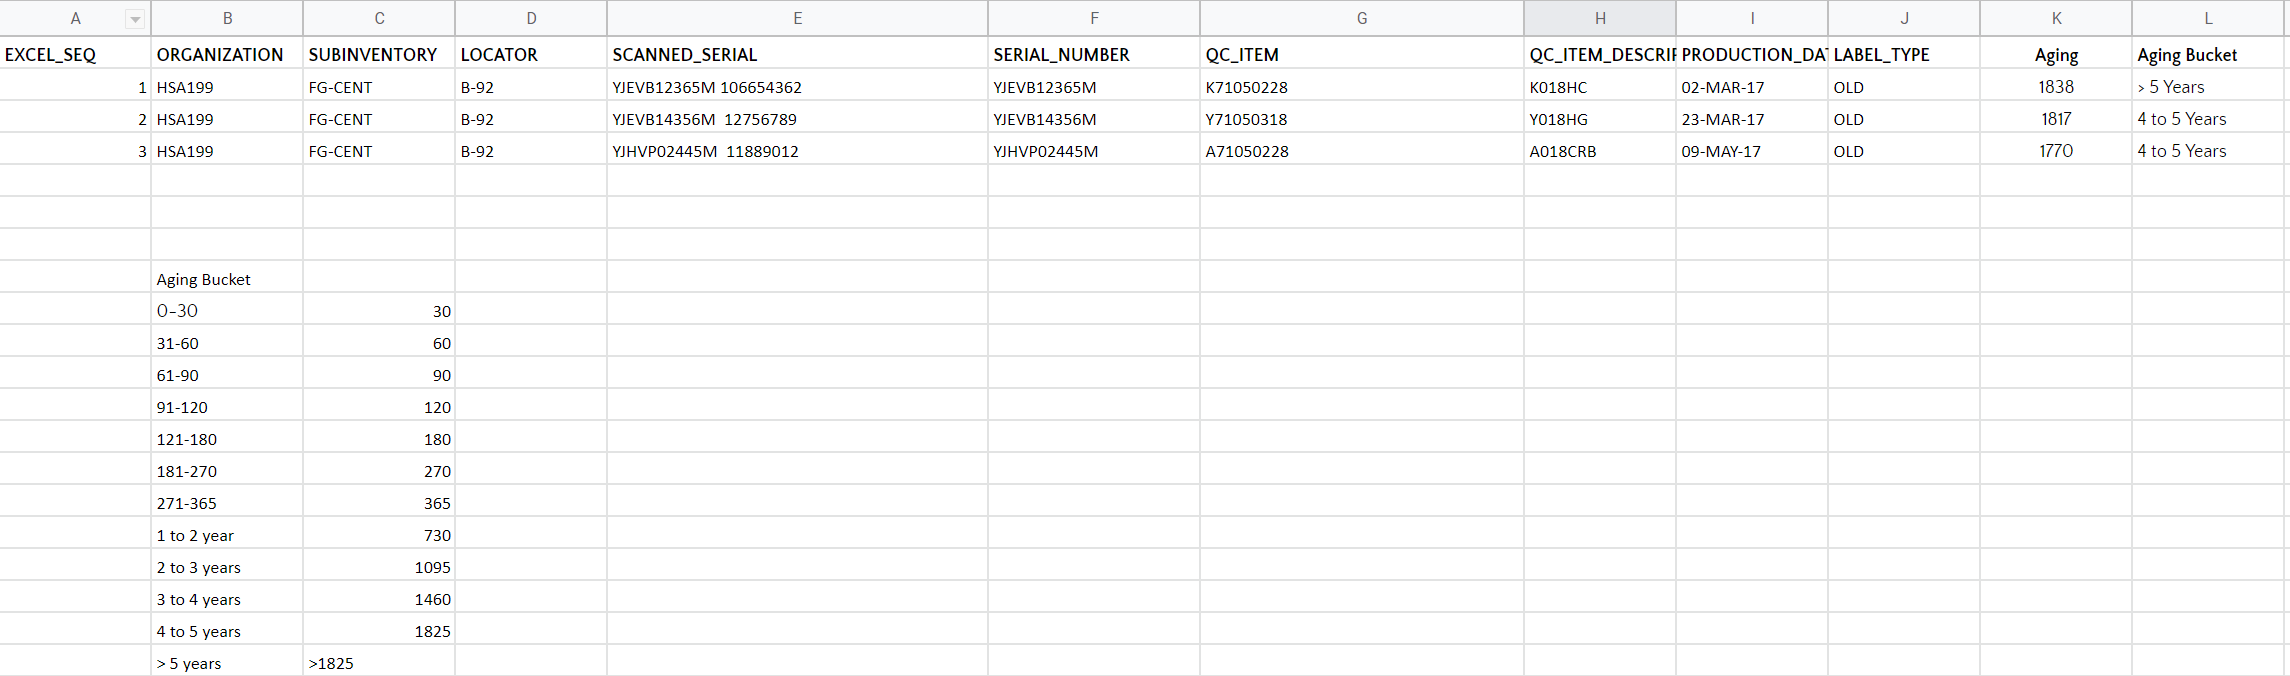 A B C D E F G H I J K L
EXCEL_SEQ ORGANIZATION SUBINVENTORY LOCATOR SCANNED_SERIAL SERIAL_NUMBER QC_ITEM QC_ITEM_DESCRIF PRODUCTION_DAT LABEL_TYPE Aging Aging Bucket
1 HSA199 FG-CENT B-92 YJEVB12365M 106654362 YJEVB12365M K71050228 K018HC 02-MAR-17 OLD 1838 > 5 Years
2 HSA199 FG-CENT B-92 YJEVB14356M  12756789 YJEVB14356M Y71050318 Y018HG 23-MAR-17 OLD 1817 4 to 5 Years
3 HSA199 FG-CENT B-92 YJHVP02445M  11889012 YJHVP02445M A71050228 A018CRB 09-MAY-17 OLD 1770 4 to 5 Years
Aging Bucket
0-30 30
31-60 60
61-90 90
91-120 120
121-180 180
181-270 270
271-365 365
1 to 2 year 730
2 to 3 years 1095
3 to 4 years 1460
4 to 5 years 1825
> 5 years >1825